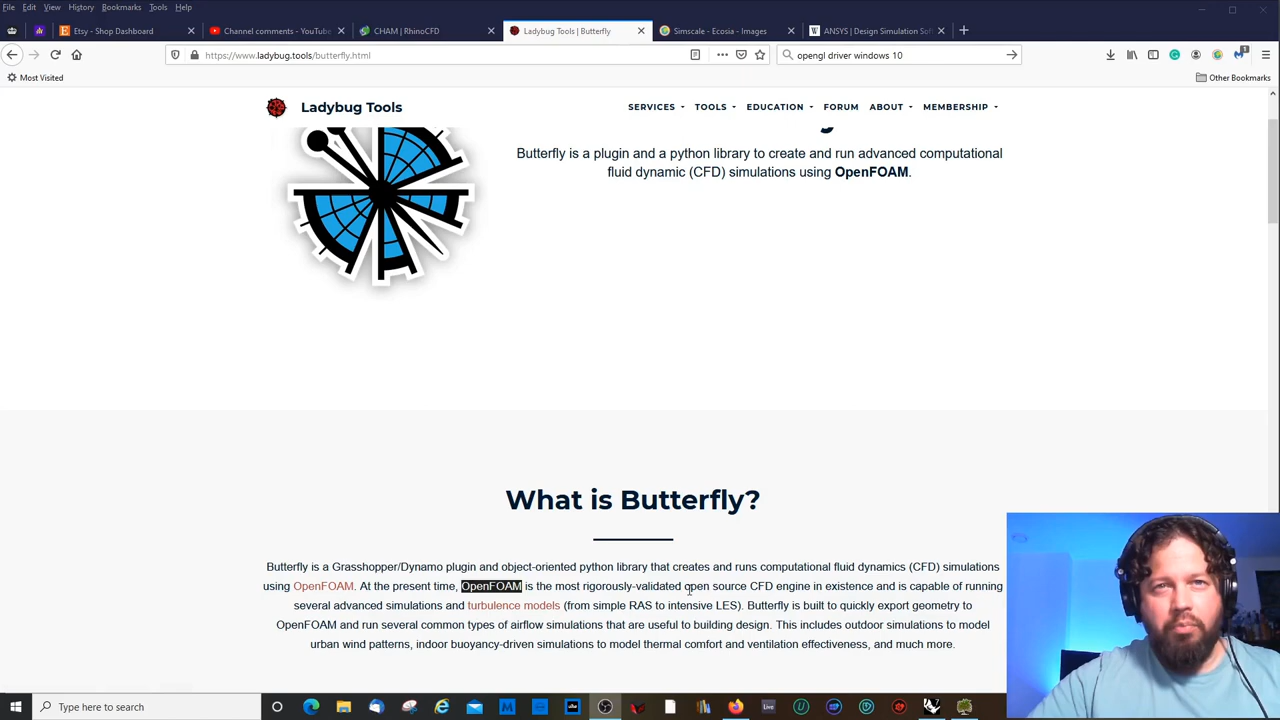 File Edit View History Bookmarks Tools Help
Etsy - Shop Dashboard
Channel comments - YouTube
CHAM | RhinoCFD
Ladybug Tools | Butterfly
Simscale - Ecosia - Images
ANSYS | Design Simulation Sof
https://www.ladybug.tools/butterfly.html
opengl driver windows 10
Most Visited
Other Bookmarks
Ladybug Tools
SERVICES TOOLS EDUCATION FORUM ABOUT MEMBERSHIP
Butterfly is a plugin and a python library to create and run advanced computational
fluid dynamic (CFD) simulations using OpenFOAM.
What is Butterfly?
Butterfly is a Grasshopper/Dynamo plugin and object-oriented python library that creates and runs computational fluid dynamics (CFD) simulations
using OpenFOAM. At the present time, OpenFOAM is the most rigorously-validated open source CFD engine in existence and is capable of running
several advanced simulations and turbulence models (from simple RAS to intensive LES). Butterfly is built to quickly export geometry to
OpenFOAM and run several common types of airflow simulations that are useful to building design. This includes outdoor simulations to model
urban wind patterns, indoor buoyancy-driven simulations to model thermal comfort and ventilation effectiveness, and much more.
Type here to search
Live